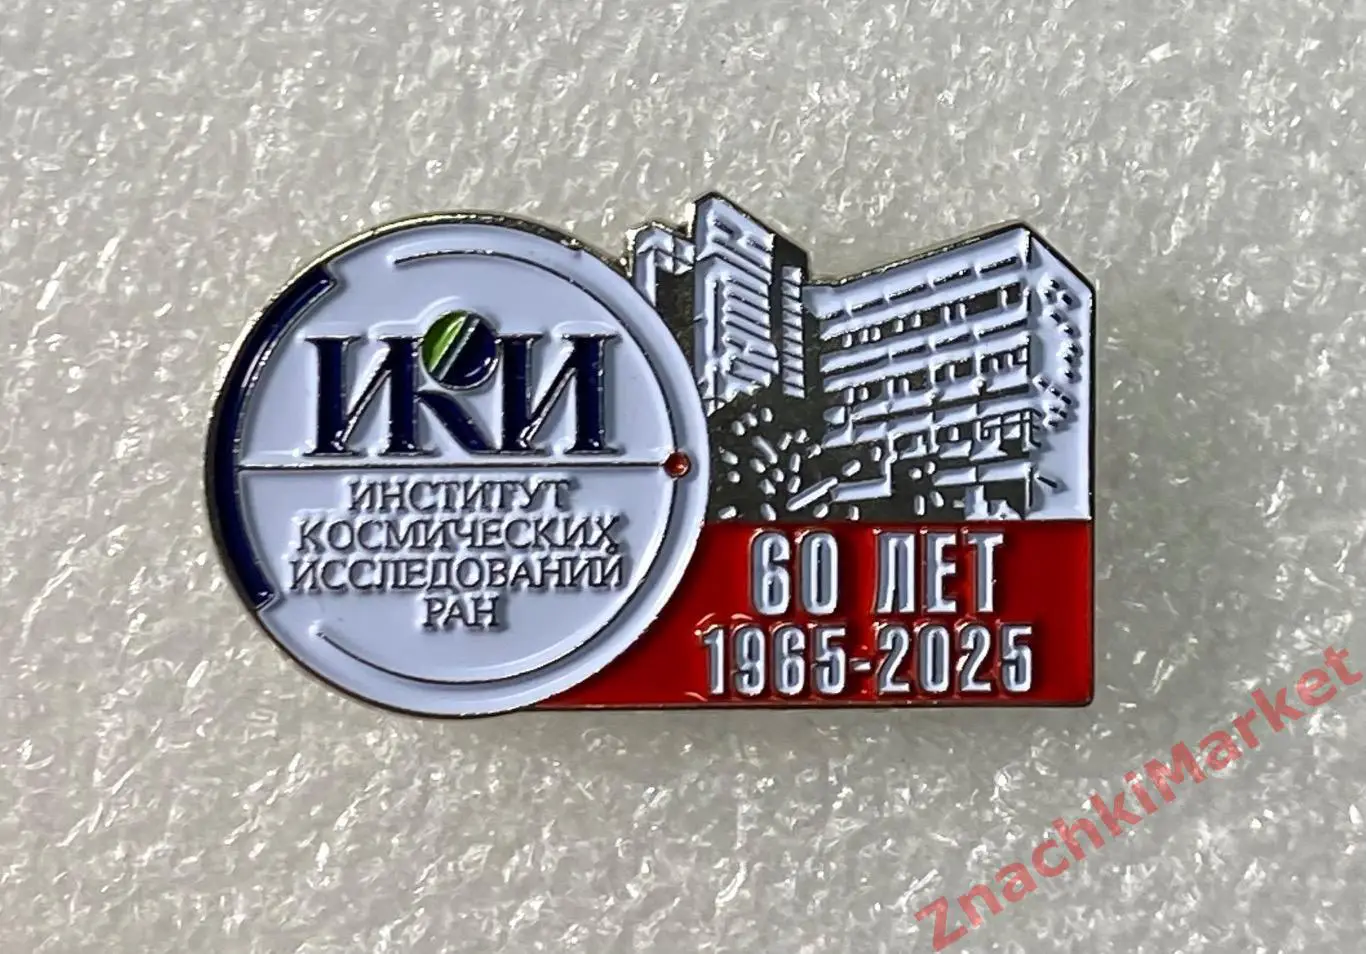 ИКИ
ИНСТИТУТ
КОСМИЧЕСКИХ
ИССЛЕДОВАНИЙ
РАН
60 ЛЕТ
1965-2025
ZnachkiMarket